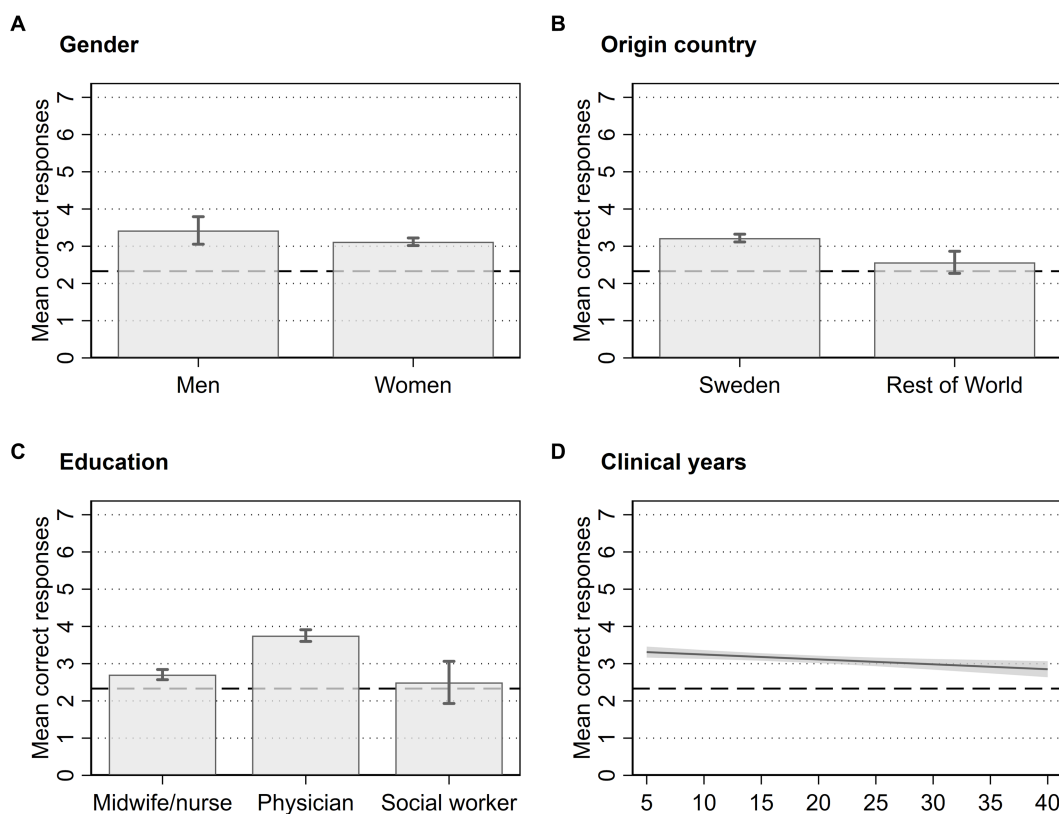 A
Gender
Mean correct responses
7
6
5
4
3
2
1
0
Men Women
B
Origin country
Mean correct responses
7
6
5
4
3
2
1
0
Sweden Rest of World
C
Education
Mean correct responses
7
6
5
4
3
2
1
0
Midwife/nurse Physician Social worker
D
Clinical years
Mean correct responses
7
6
5
4
3
2
1
0
5 10 15 20 25 30 35 40